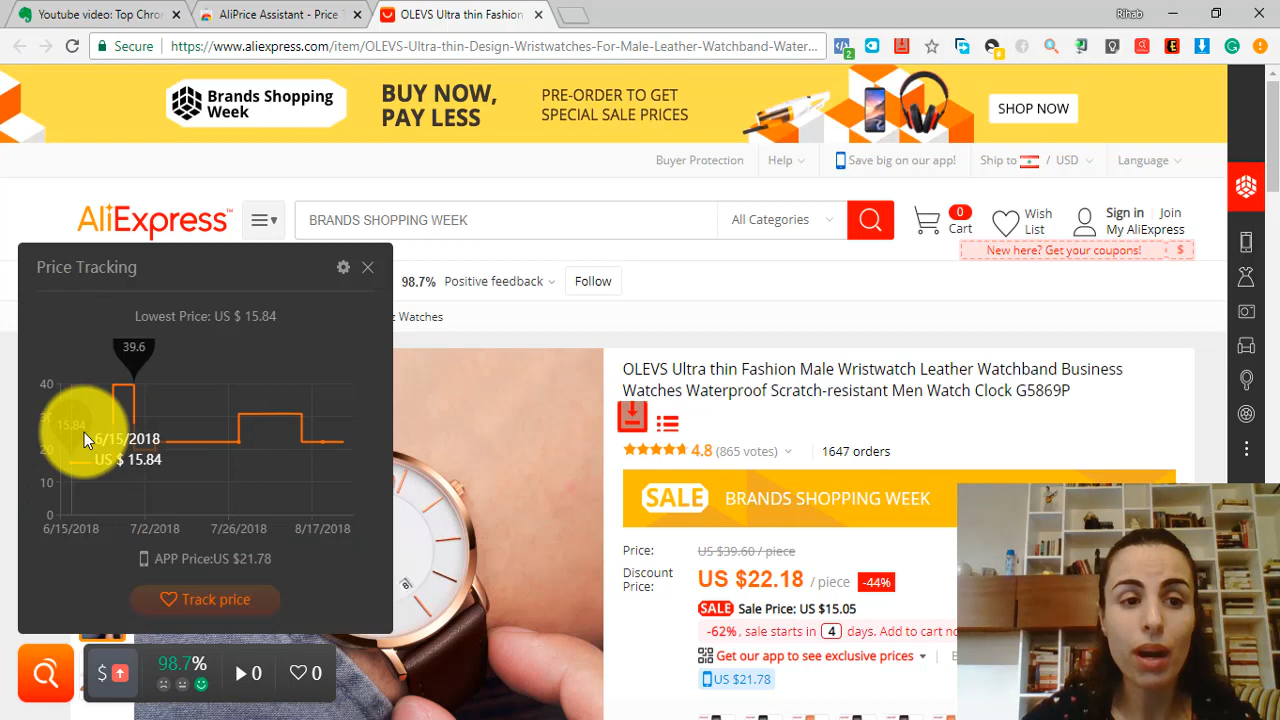 Youtube video: Top Chro
AliPrice Assistant - Price
OLEVS Ultra thin Fashion
Rihab
Secure
https://www.aliexpress.com/item/OLEVS-Ultra-thin-Design-Wristwatches-For-Male-Leather-Watchband-Water...
2
Brands Shopping
Week
BUY NOW,
PAY LESS
PRE-ORDER TO GET
SPECIAL SALE PRICES
SHOP NOW
Buyer Protection
Help
Save big on our app!
Ship to / USD
Language
AliExpress
BRANDS SHOPPING WEEK
All Categories
0
Cart
Wish
List
Sign in
Join
My AliExpress
New here? Get your coupons! $
98.7% Positive feedback
Follow
z Watches
Price Tracking
Lowest Price: US $ 15.84
39.6
40
15.84
6/15/2018
20
US $ 15.84
10
0
6/15/2018
7/2/2018
7/26/2018
8/17/2018
APP Price:US $21.78
Track price
$
98.7%
0
0
OLEVS Ultra thin Fashion Male Wristwatch Leather Watchband Business
Watches Waterproof Scratch-resistant Men Watch Clock G5869P
4.8 (865 votes)
1647 orders
SALE BRANDS SHOPPING WEEK
Price:
US $39.60 / piece
Discount
Price:
US $22.18 / piece
-44%
SALE Sale Price: US $15.05
-62%, sale starts in 4 days. Add to cart no
Get our app to see exclusive prices
US $21.78
8